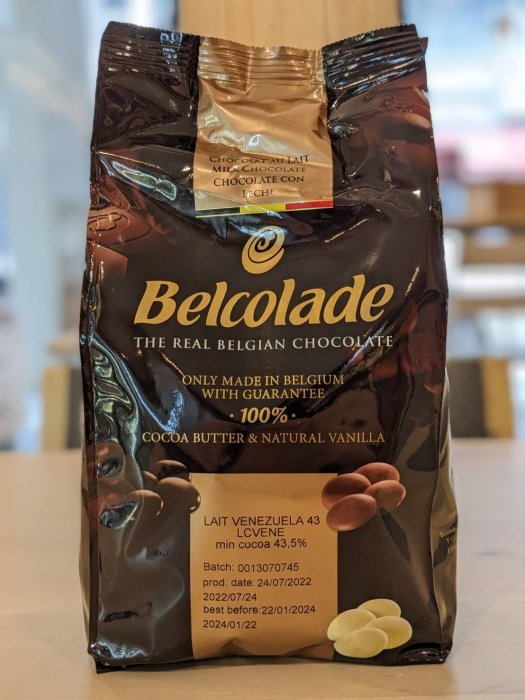 CHOCOLAT AU LAIT
MILK CHOCOLATE
CHOCOLATE CON
LECHE
Belcolade
THE REAL BELGIAN CHOCOLATE
ONLY MADE IN BELGIUM
WITH GUARANTEE
· 100% ·
COCOA BUTTER & NATURAL VANILLA
LAIT VENEZUELA 43
LCVENE
min cocoa 43,5%
Batch: 0013070745
prod. date: 24/07/2022
2022/07/24
best before:22/01/2024
2024/01/22